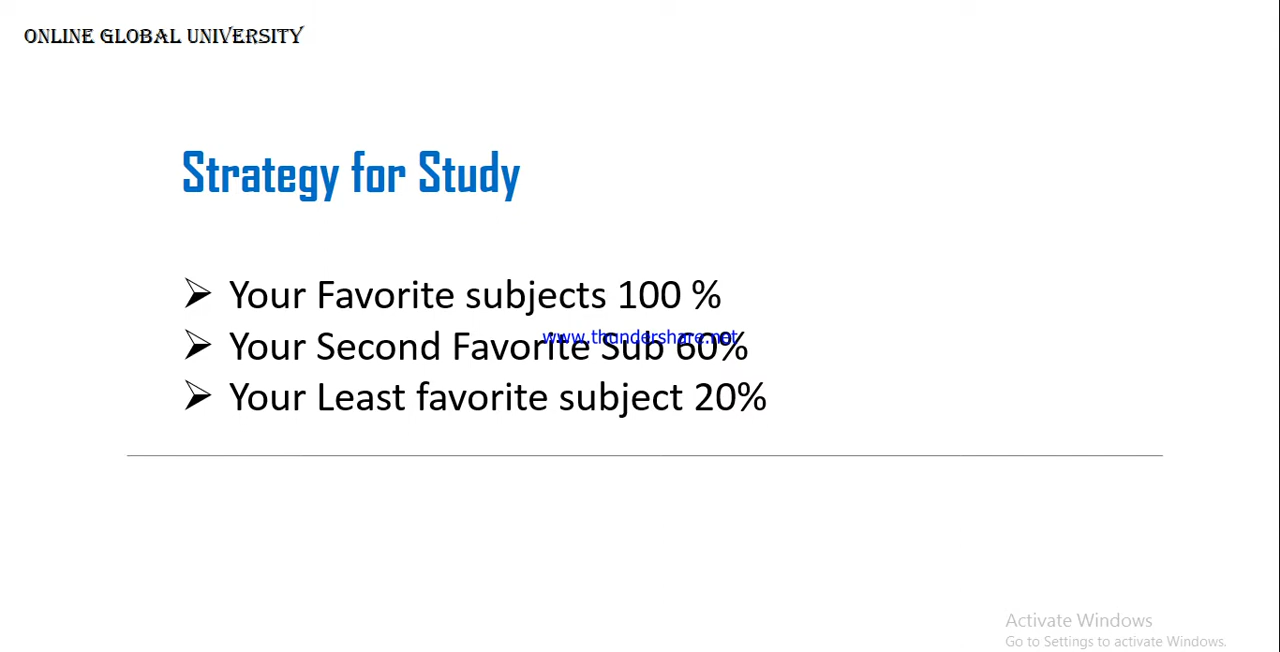 ONLINE GLOBAL UNIVERSITY
Strategy for Study
➢ Your Favorite subjects 100 %
www.thundershare.net
➢ Your Second Favorite Sub 60%
➢ Your Least favorite subject 20%
Activate Windows
Go to Settings to activate Windows.